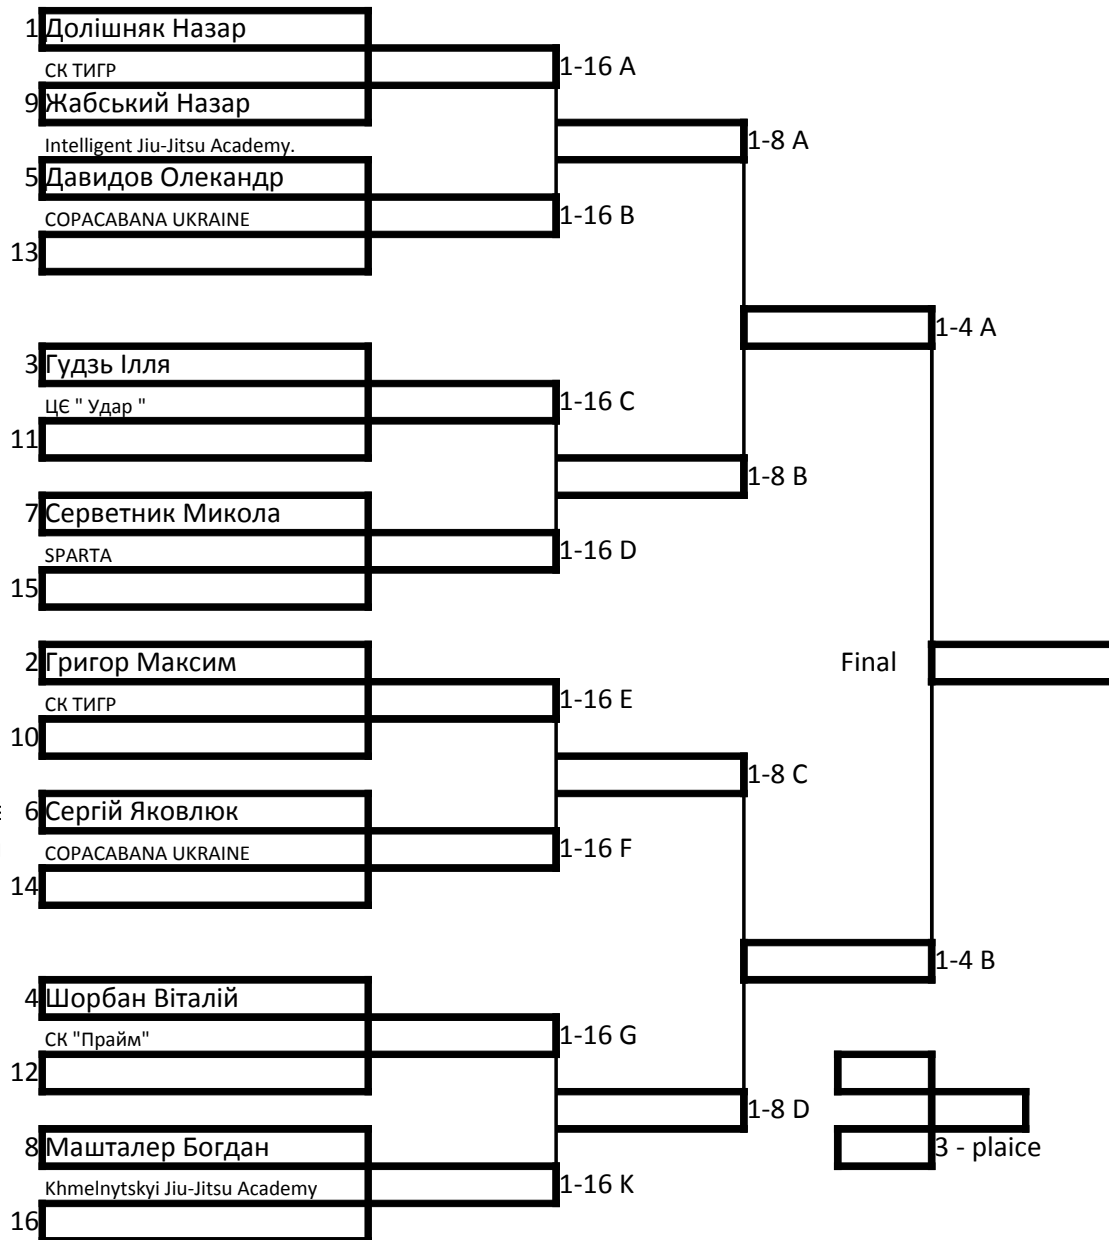 1 Долішняк Назар
СК ТИГР
1-16 A
9 Жабський Назар
Intelligent Jiu-Jitsu Academy.
1-8 A
5 Давидов Олекандр
COPACABANA UKRAINE
1-16 B
13
1-4 A
3 Гудзь Ілля
ЦЄ " Удар "
1-16 C
11
1-8 B
7 Серветник Микола
SPARTA
1-16 D
15
2 Григор Максим
Final
СК ТИГР
1-16 E
10
1-8 C
6 Сергій Яковлюк
COPACABANA UKRAINE
1-16 F
14
1-4 B
4 Шорбан Віталій
СК "Прайм"
1-16 G
12
1-8 D
8 Машталер Богдан
3 - plaice
Khmelnytskyi Jiu-Jitsu Academy
1-16 K
16